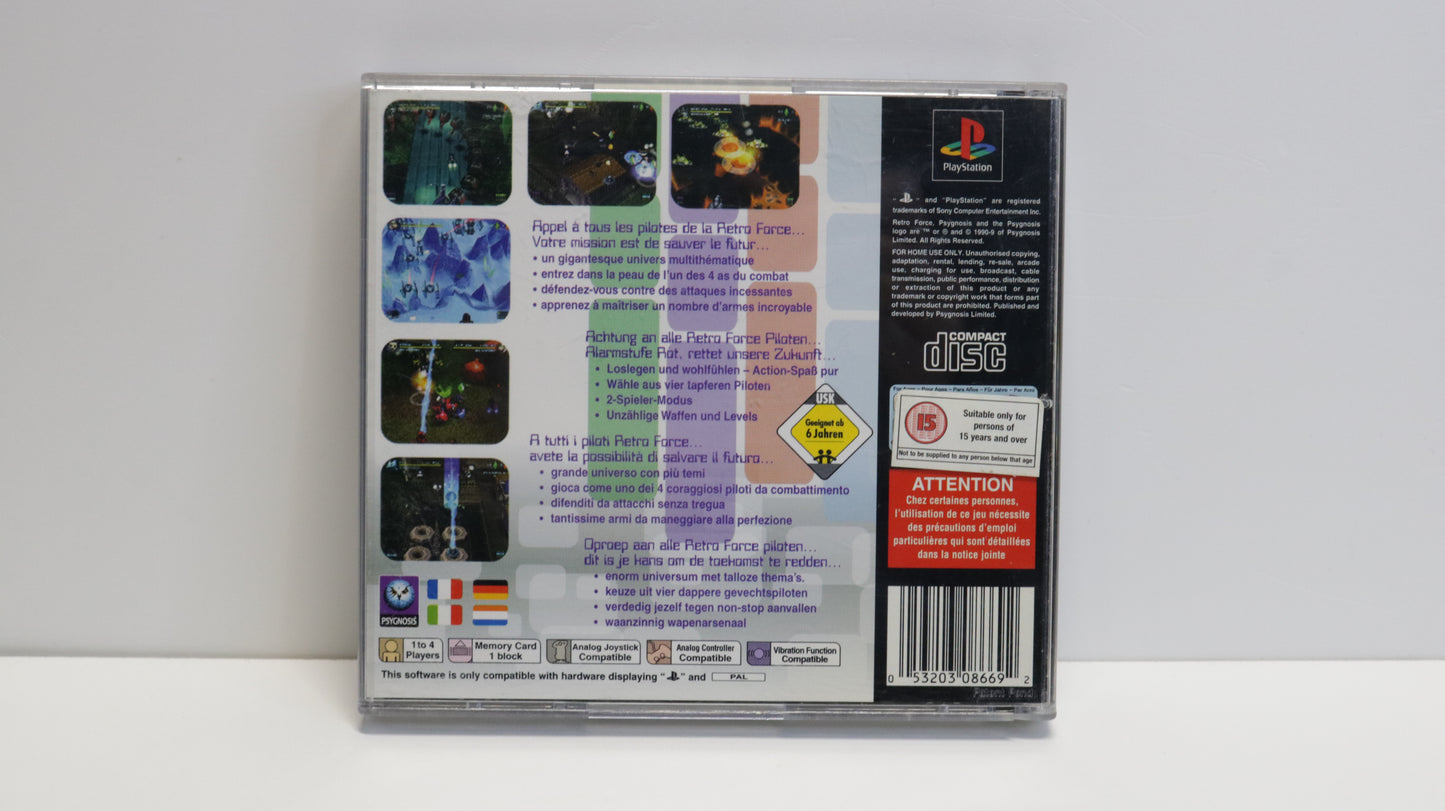 Appel à tous les pilotes de la Retro Force...
Votre mission est de sauver le futur...
• un gigantesque univers multithématique
• entrez dans la peau de l'un des 4 as du combat
• défendez-vous contre des attaques incessantes
• apprenez à maîtriser un nombre d'armes incroyable
Achtung an alle Retro Force Piloten...
Alarmstufe Rot, rettet unsere Zukunft...
• Loslegen und wohlfühlen – Action-Spaß pur
• Wähle aus vier tapferen Piloten
• 2-Spieler-Modus
• Unzählige Waffen und Levels
USK
Geeignet ab
6 Jahren
A tutti i piloti Retro Force...
avete la possibilità di salvare il futuro...
• grande universo con più temi
• gioca come uno dei 4 coraggiosi piloti da combattimento
• difenditi da attacchi senza tregua
• tantissime armi da maneggiare alla perfezione
Oproep aan alle Retro Force piloten...
dit is je kans om de toekomst te redden...
• enorm universum met talloze thema's.
• keuze uit vier dappere gevechtspiloten
• verdedig jezelf tegen non-stop aanvallen
• waanzinnig wapenarsenaal
PSYGNOSIS
1 to 4
Players
Memory Card
1 block
Analog Joystick
Compatible
Analog Controller
Compatible
Vibration Function
Compatible
This software is only compatible with hardware displaying " " and PAL
PlayStation
" " and "PlayStation" are registered
trademarks of Sony Computer Entertainment Inc.
Retro Force, Psygnosis and the Psygnosis
logo are ™ or ® and © 1990-9 of Psygnosis
Limited. All Rights Reserved.
FOR HOME USE ONLY. Unauthorised copying,
adaptation, rental, lending, re-sale, arcade
use, charging for use, broadcast, cable
transmission, public performance, distribution
or extraction of this product or any
trademark or copyright work that forms part
of this product are prohibited. Published and
developed by Psygnosis Limited.
COMPACT
disc
For Ages – Pour Ages – Para Años – Für Jahre – Per Anni
15
Suitable only for
persons of
15 years and over
Not to be supplied to any person below that age
ATTENTION
Chez certaines personnes,
l'utilisation de ce jeu nécessite
des précautions d'emploi
particulières qui sont détaillées
dans la notice jointe
0 53203 08669 2
Patent Pend